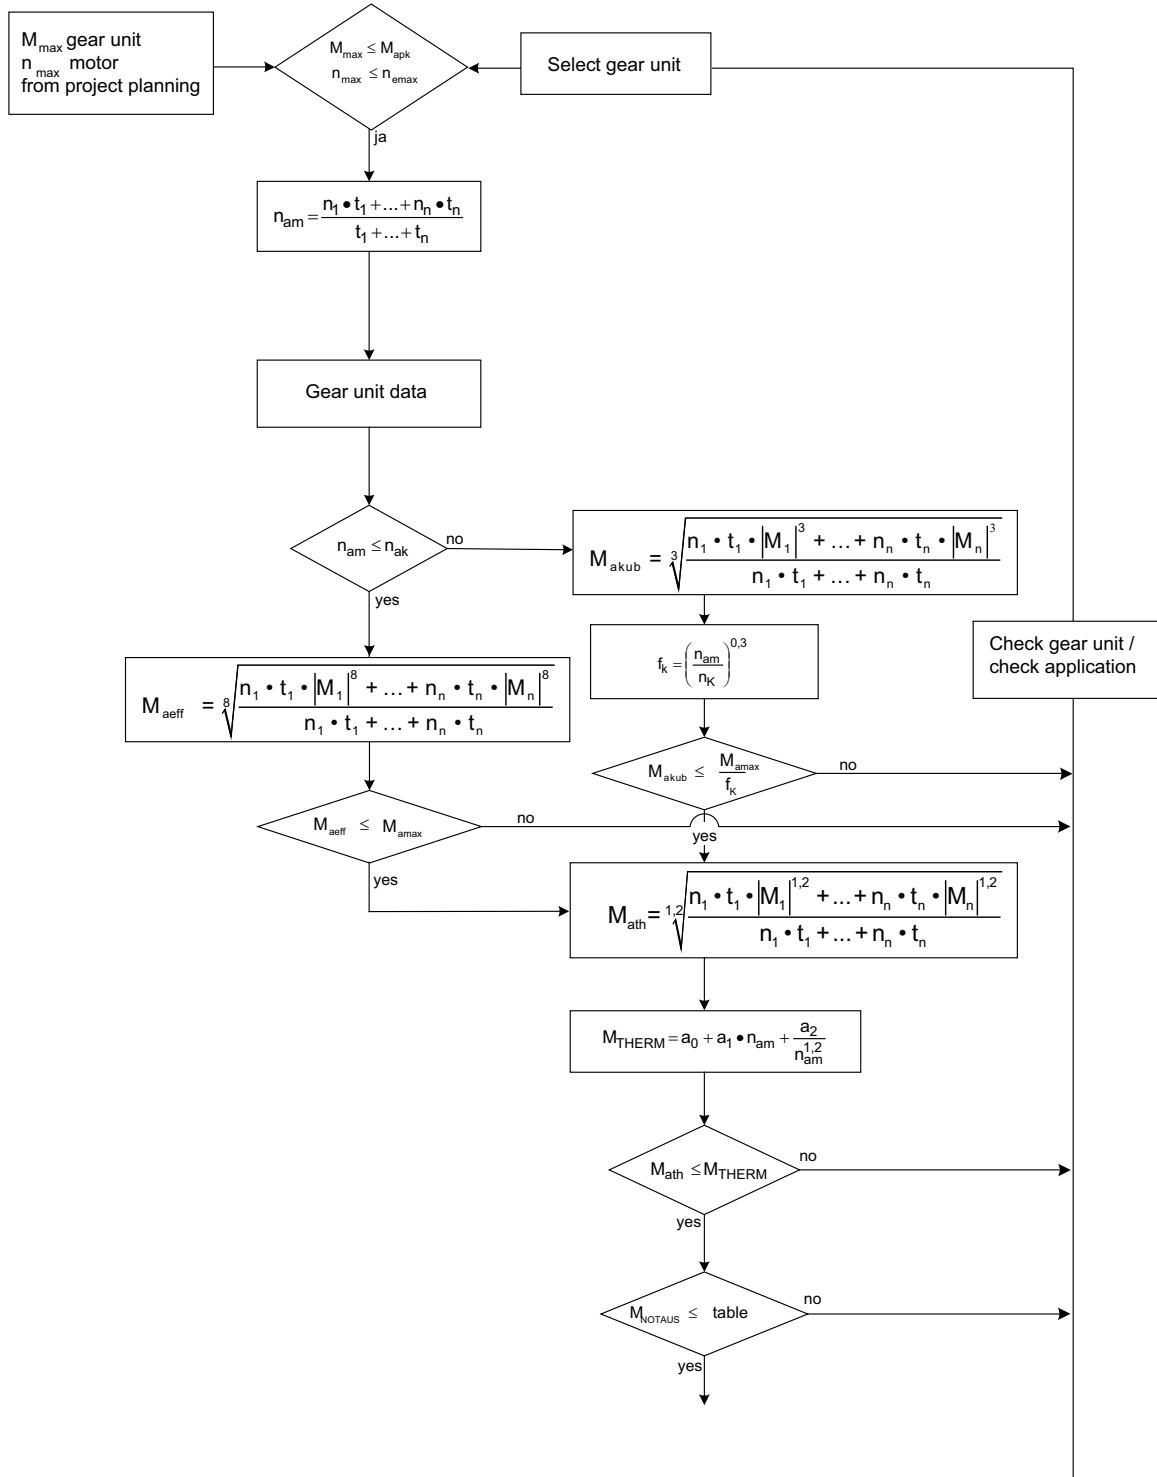 M_max gear unit
n_max motor
from project planning
M_max ≤ M_apk
n_max ≤ n_emax
Select gear unit
ja
n_am = (n_1 • t_1 + ... + n_n • t_n) / (t_1 + ... + t_n)
Gear unit data
n_am ≤ n_ak
no
yes
M_akub = ∛((n_1 • t_1 • |M_1|^3 + ... + n_n • t_n • |M_n|^3) / (n_1 • t_1 + ... + n_n • t_n))
f_k = (n_am / n_K)^0,3
Check gear unit /
check application
M_aeff = ⁸√((n_1 • t_1 • |M_1|^8 + ... + n_n • t_n • |M_n|^8) / (n_1 • t_1 + ... + n_n • t_n))
M_akub ≤ M_amax / f_K
no
M_aeff ≤ M_amax
no
yes
yes
M_ath = ^1,2√((n_1 • t_1 • |M_1|^1,2 + ... + n_n • t_n • |M_n|^1,2) / (n_1 • t_1 + ... + n_n • t_n))
M_THERM = a_0 + a_1 • n_am + a_2 / n_am^1,2
M_ath ≤ M_THERM
no
yes
M_NOTAUS ≤ table
no
yes